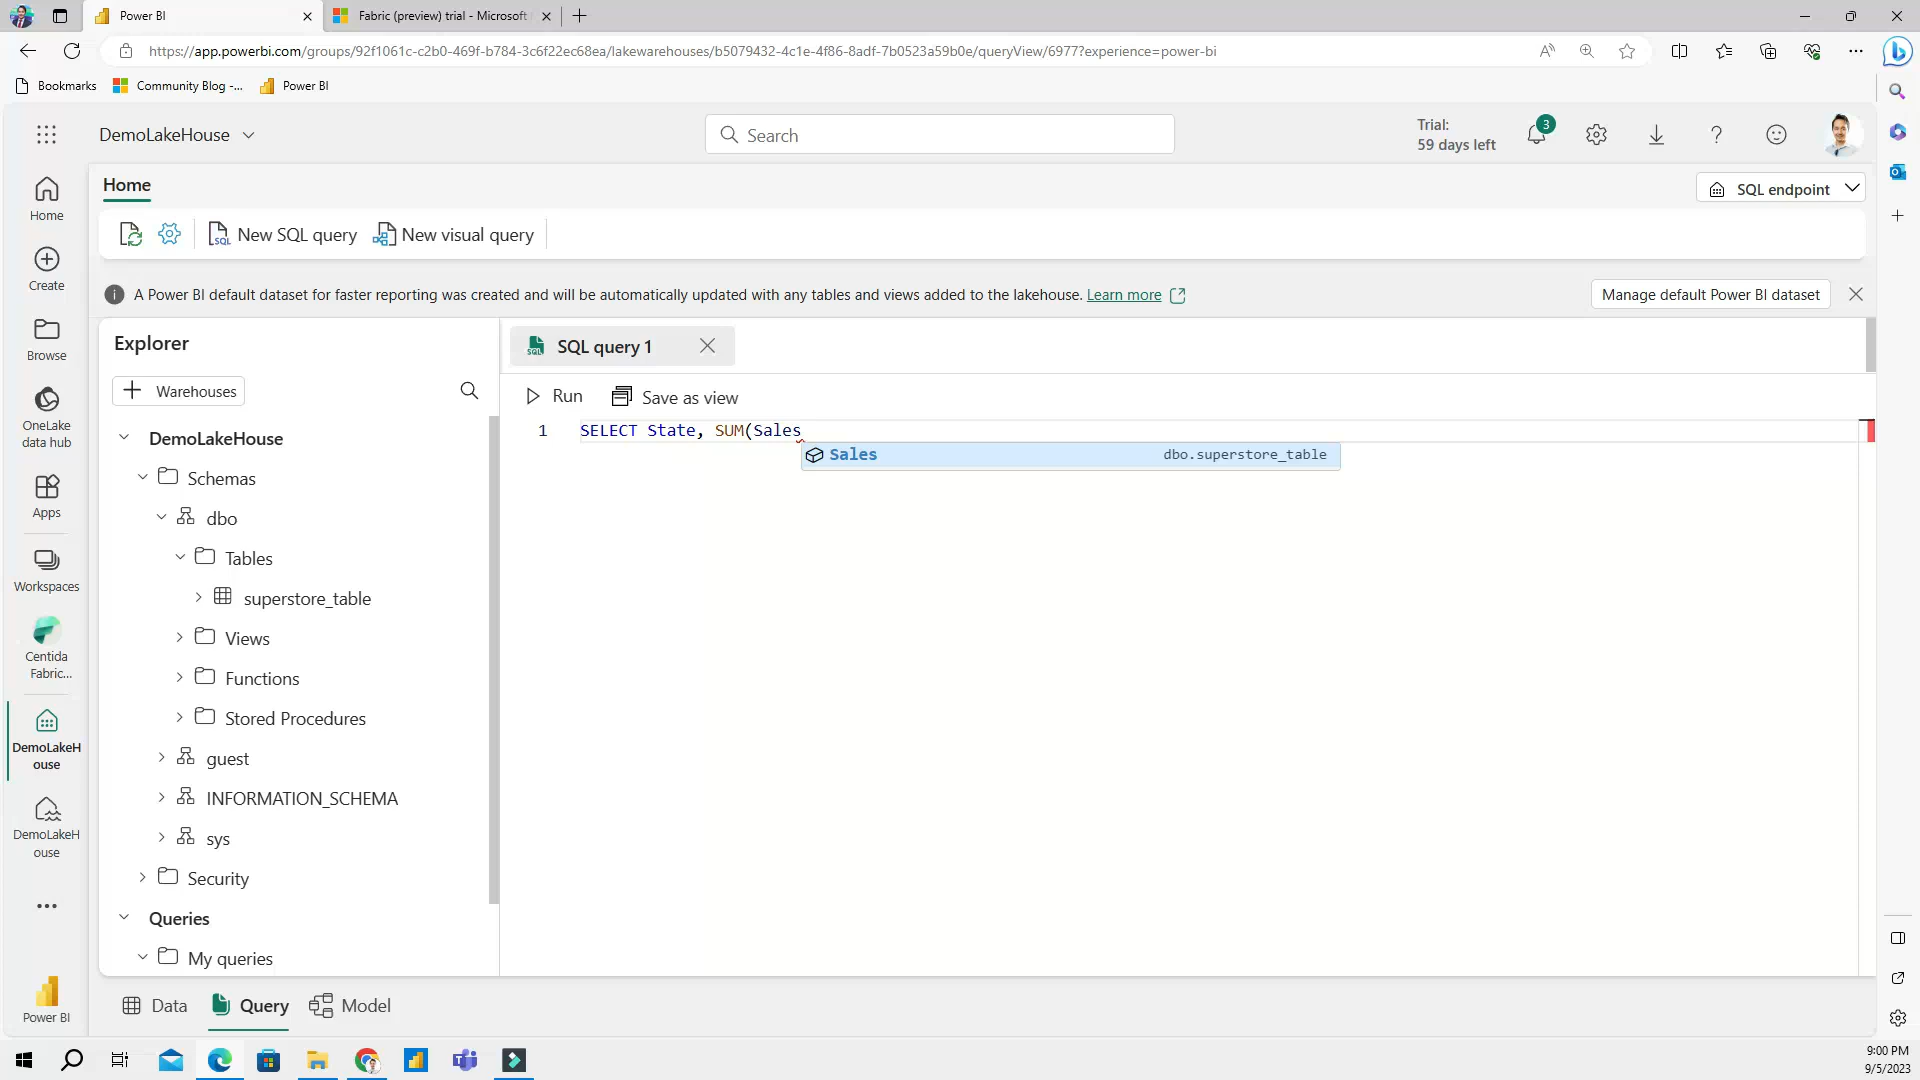 Power BI
Fabric (preview) trial - Microsoft
https://app.powerbi.com/groups/92f1061c-c2b0-469f-b784-3c6f22ec68ea/lakewarehouses/b5079432-4c1e-4f86-8adf-7b0523a59b0e/queryView/6977?experience=power-bi
Bookmarks
Community Blog -...
Power BI
DemoLakeHouse
Search
Trial:
59 days left
3
Home
SQL endpoint
New SQL query
New visual query
A Power BI default dataset for faster reporting was created and will be automatically updated with any tables and views added to the lakehouse. Learn more
Manage default Power BI dataset
Home
Create
Browse
OneLake
data hub
Apps
Workspaces
Centida
Fabric...
DemoLakeH
ouse
DemoLakeH
ouse
Power BI
Explorer
Warehouses
DemoLakeHouse
Schemas
dbo
Tables
superstore_table
Views
Functions
Stored Procedures
guest
INFORMATION_SCHEMA
sys
Security
Queries
My queries
SQL query 1
Run
Save as view
1 SELECT State, SUM(Sales
Sales dbo.superstore_table
Data
Query
Model
9:00 PM
9/5/2023